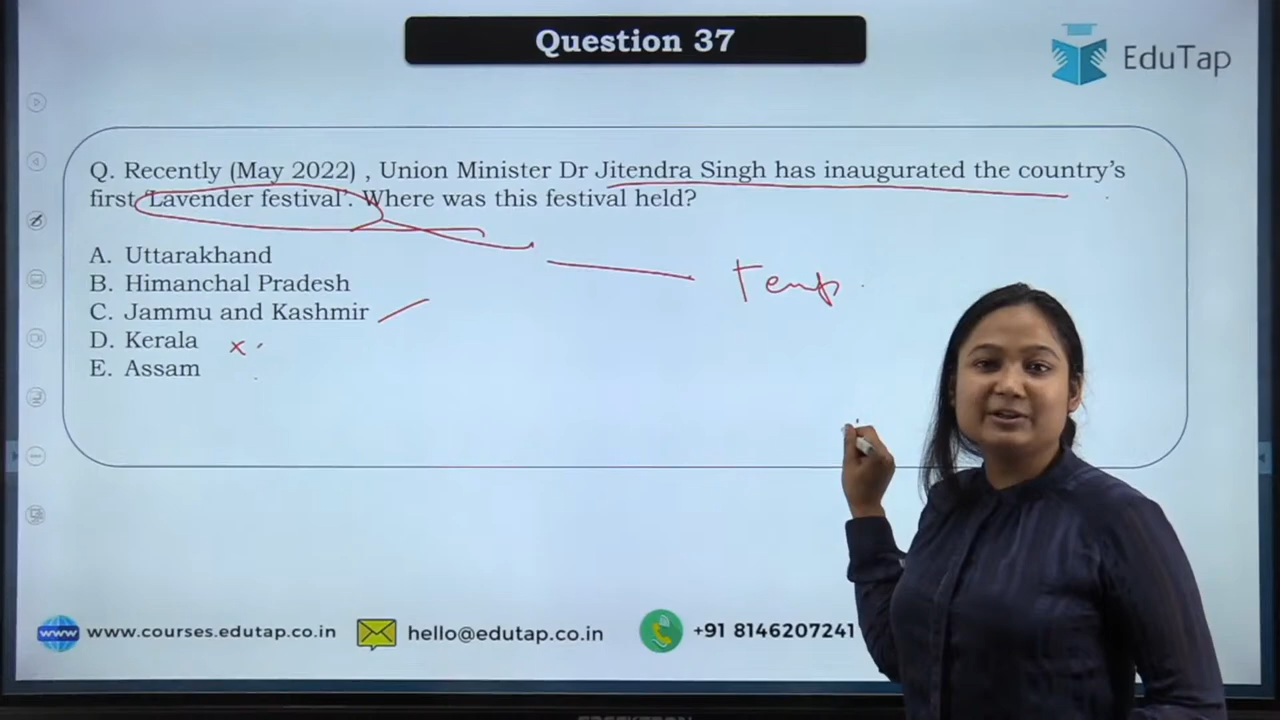 Question 37
EduTap
Q. Recently (May 2022) , Union Minister Dr Jitendra Singh has inaugurated the country's
first 'Lavender festival'. Where was this festival held?
A. Uttarakhand
B. Himanchal Pradesh
C. Jammu and Kashmir
D. Kerala
E. Assam
www
www.courses.edutap.co.in
hello@edutap.co.in
+91 8146207241